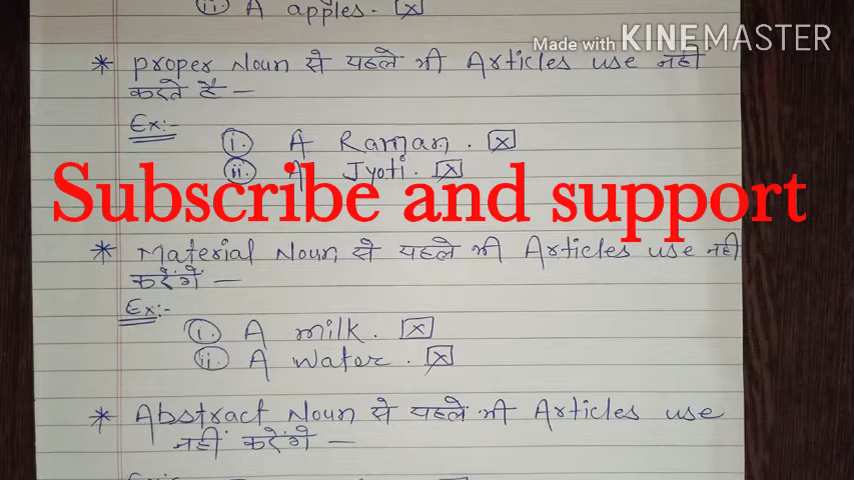 (ii) A apples. [x]
Made with KINEMASTER
* Proper Noun से पहले भी Articles use नहीं
करते हैं —
Ex:-
(i.) A Raman. [x]
(ii.) A Jyoti. [x]
Subscribe and support
* Material Noun से पहले भी Articles use नहीं
करेंगे —
Ex:-
(i.) A milk. [x]
(ii.) A water. [x]
* Abstract Noun से पहले भी Articles use
नहीं करेंगे —